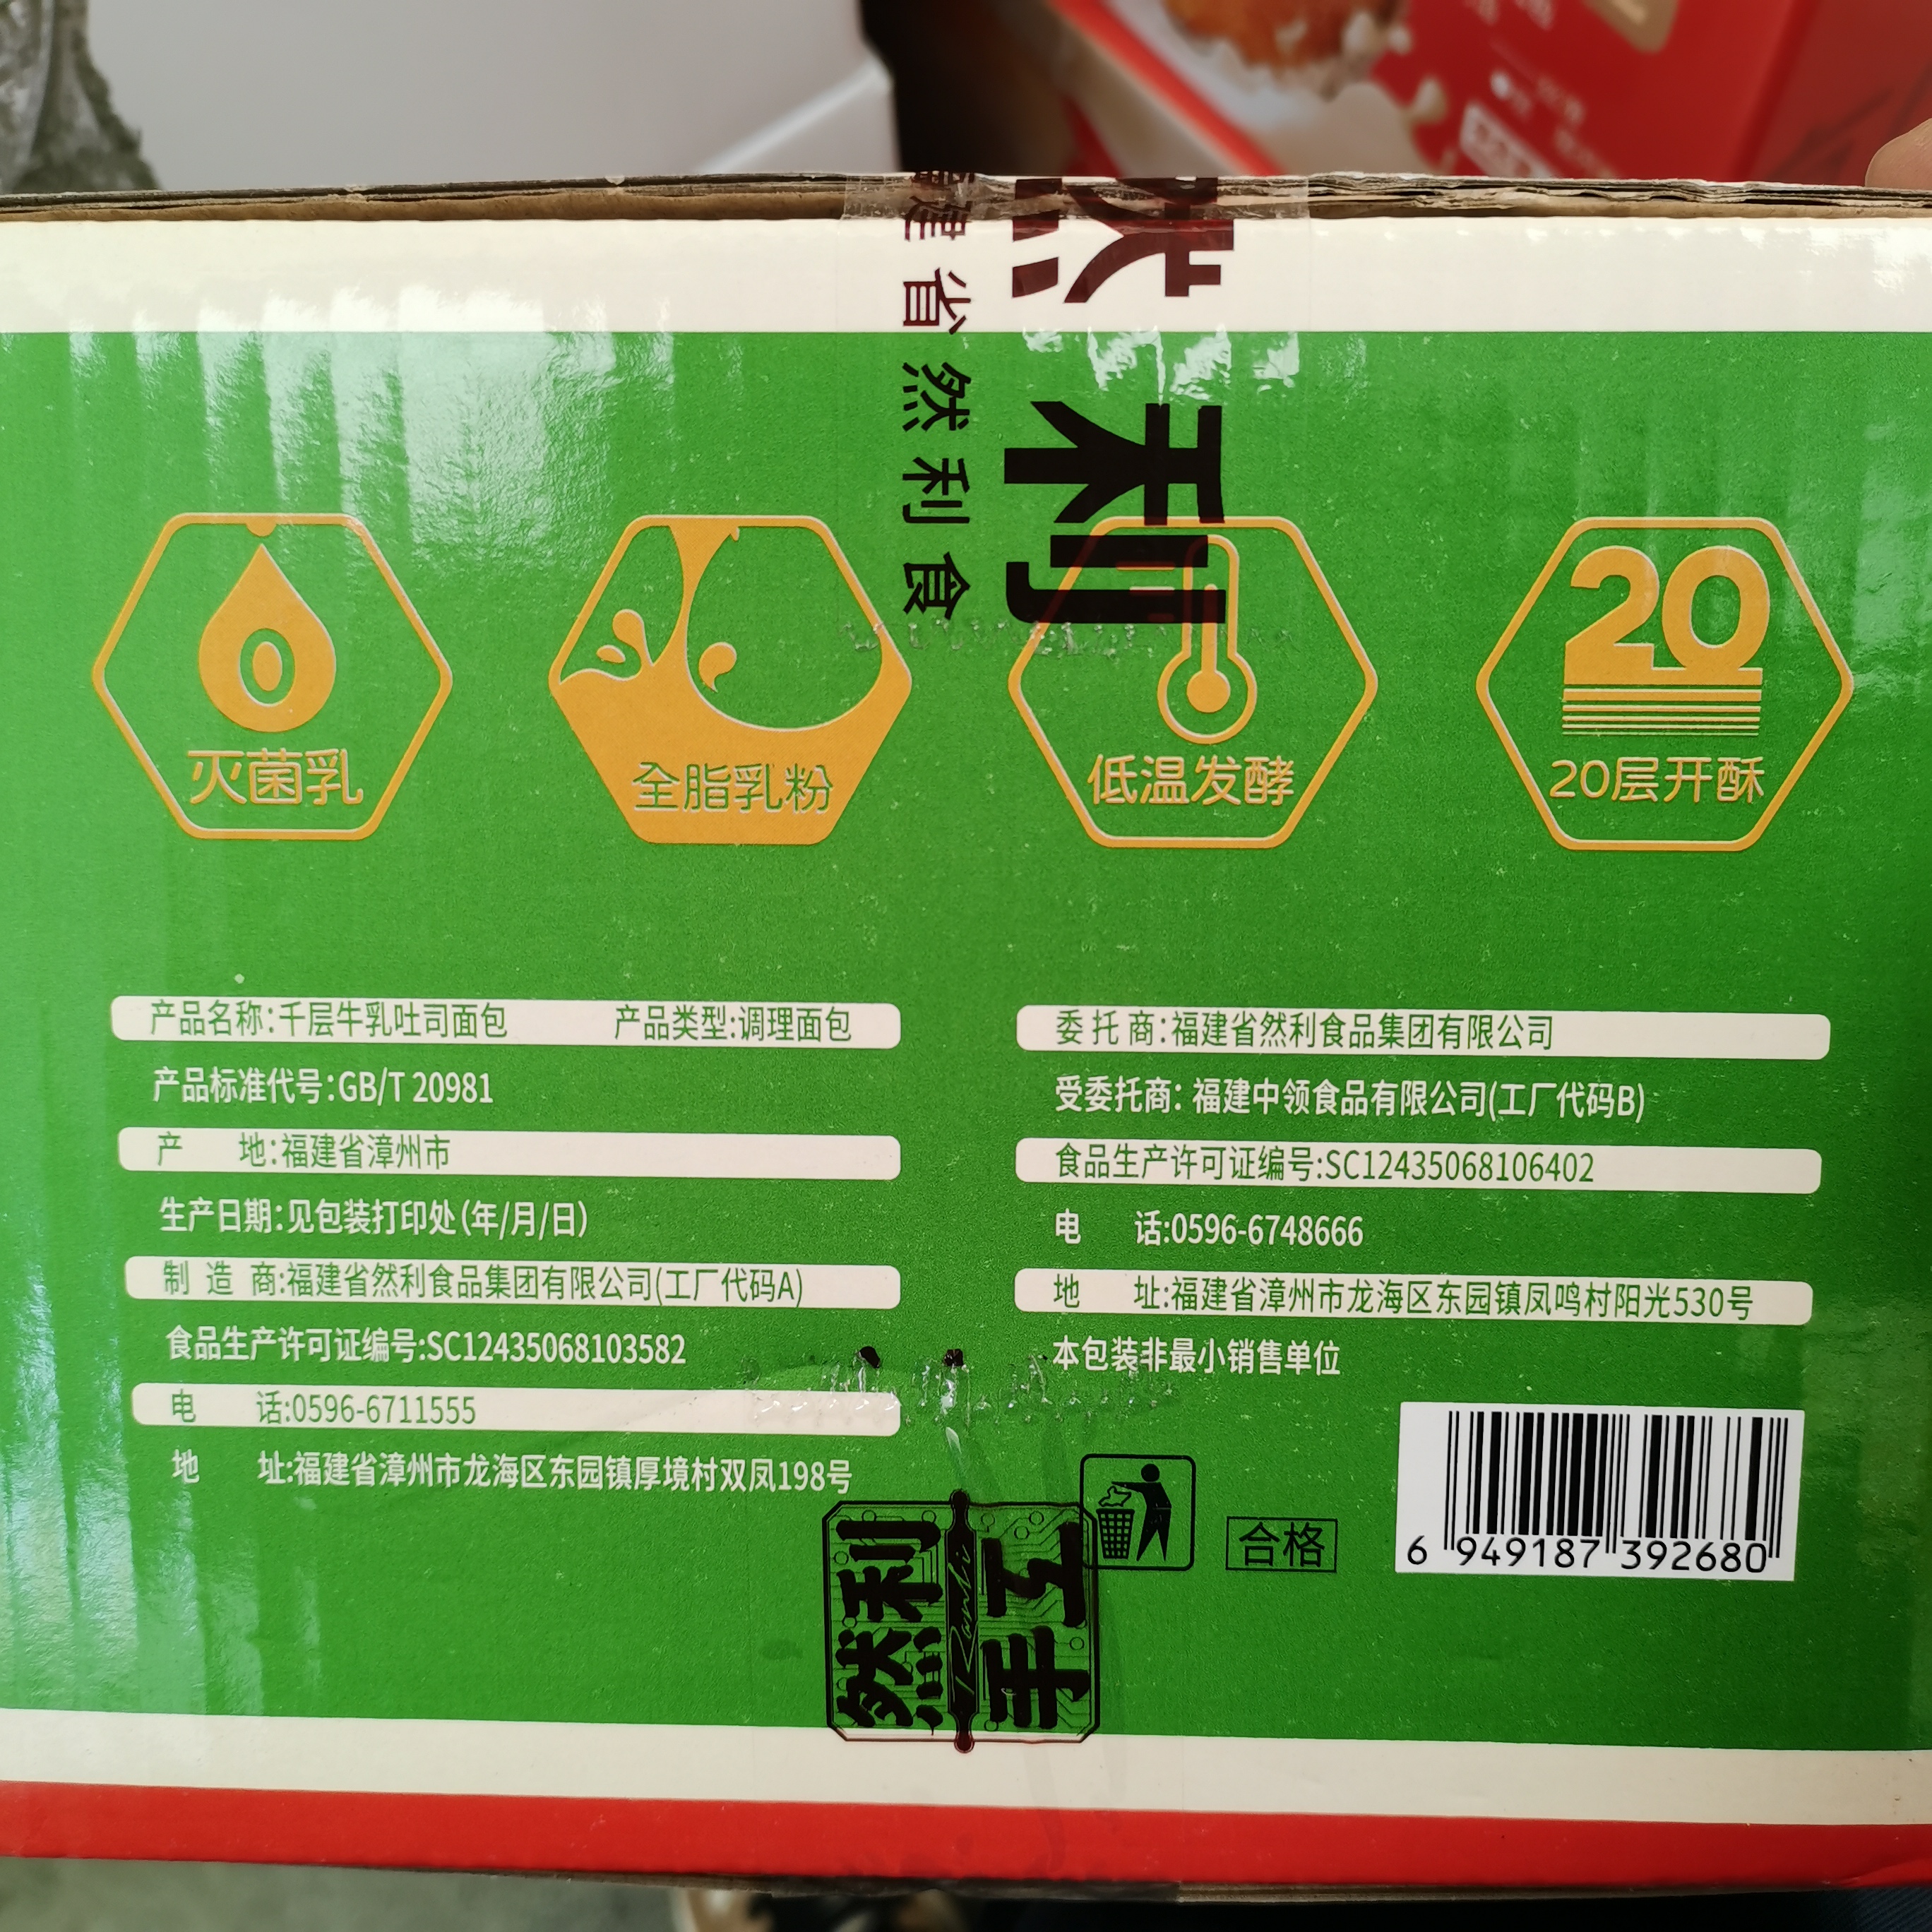 然利
福建省然利食
灭菌乳
全脂乳粉
低温发酵
20
20层开酥
产品名称:千层牛乳吐司面包 产品类型:调理面包
产品标准代号:GB/T 20981
产 地:福建省漳州市
生产日期:见包装打印处(年/月/日)
制 造 商:福建省然利食品集团有限公司(工厂代码A)
食品生产许可证编号:SC12435068103582
电 话:0596-6711555
地 址:福建省漳州市龙海区东园镇厚境村双凤198号
委 托 商:福建省然利食品集团有限公司
受委托商: 福建中领食品有限公司(工厂代码B)
食品生产许可证编号:SC12435068106402
电 话:0596-6748666
地 址:福建省漳州市龙海区东园镇凤鸣村阳光530号
本包装非最小销售单位
合格
6 949187 392680
然利
Ranli
手工